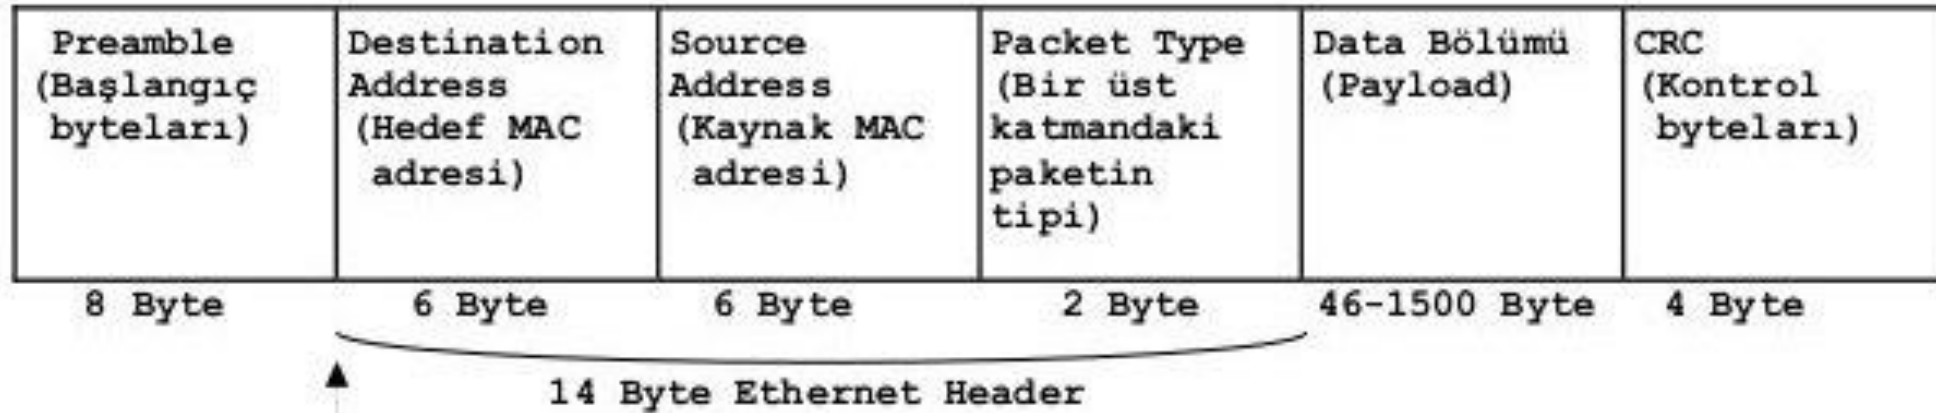 Preamble
(Başlangıç
byteları)
Destination
Address
(Hedef MAC
adresi)
Source
Address
(Kaynak MAC
adresi)
Packet Type
(Bir üst
katmandaki
paketin
tipi)
Data Bölümü
(Payload)
CRC
(Kontrol
byteları)
8 Byte
6 Byte
6 Byte
2 Byte
46-1500 Byte
4 Byte
14 Byte Ethernet Header